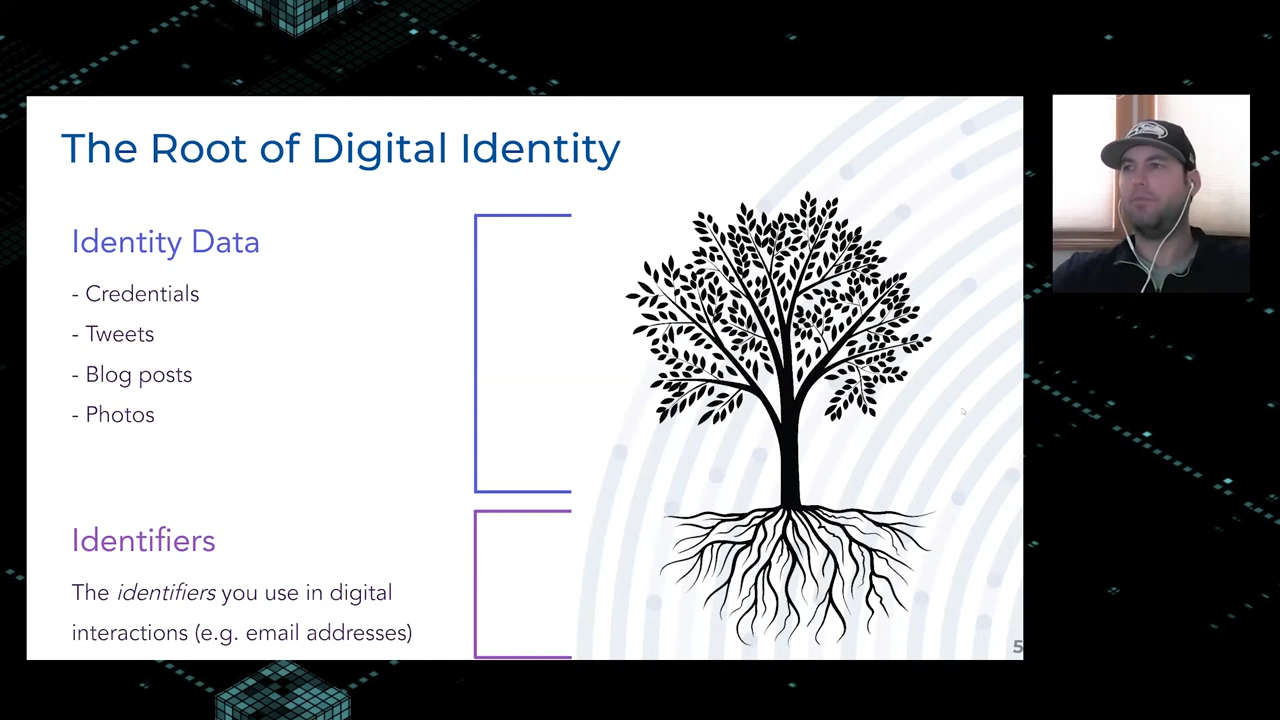 The Root of Digital Identity
Identity Data
- Credentials
- Tweets
- Blog posts
- Photos
Identifiers
The identifiers you use in digital
interactions (e.g. email addresses)
5